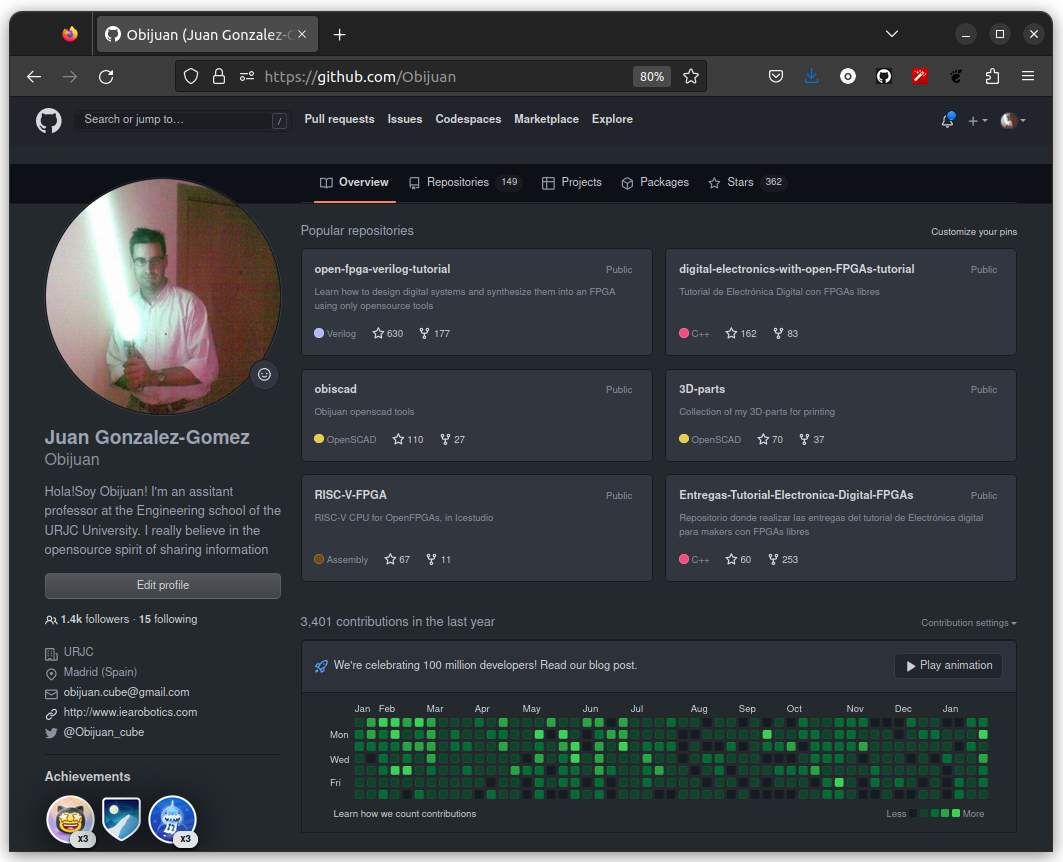 Obijuan (Juan Gonzalez-G
https://github.com/Obijuan 80%
Search or jump to… / Pull requests Issues Codespaces Marketplace Explore
Overview Repositories 149 Projects Packages Stars 362
Popular repositories Customize your pins
open-fpga-verilog-tutorial Public
Learn how to design digital systems and synthesize them into an FPGA
using only opensource tools
Verilog 630 177
digital-electronics-with-open-FPGAs-tutorial Public
Tutorial de Electrónica Digital con FPGAs libres
C++ 162 83
obiscad Public
Obijuan openscad tools
OpenSCAD 110 27
3D-parts Public
Collection of my 3D-parts for printing
OpenSCAD 70 37
RISC-V-FPGA Public
RISC-V CPU for OpenFPGAs, in Icestudio
Assembly 67 11
Entregas-Tutorial-Electronica-Digital-FPGAs Public
Repositorio donde realizar las entregas del tutorial de Electrónica digital
para makers con FPGAs libres
C++ 60 253
Juan Gonzalez-Gomez
Obijuan
Hola!Soy Obijuan! I'm an assitant
professor at the Engineering school of the
URJC University. I really believe in the
opensource spirit of sharing information
Edit profile
1.4k followers · 15 following
URJC
Madrid (Spain)
obijuan.cube@gmail.com
http://www.iearobotics.com
@Obijuan_cube
Achievements
x3 x3
3,401 contributions in the last year Contribution settings
We're celebrating 100 million developers! Read our blog post. Play animation
Jan Feb Mar Apr May Jun Jul Aug Sep Oct Nov Dec Jan
Mon
Wed
Fri
Learn how we count contributions Less More